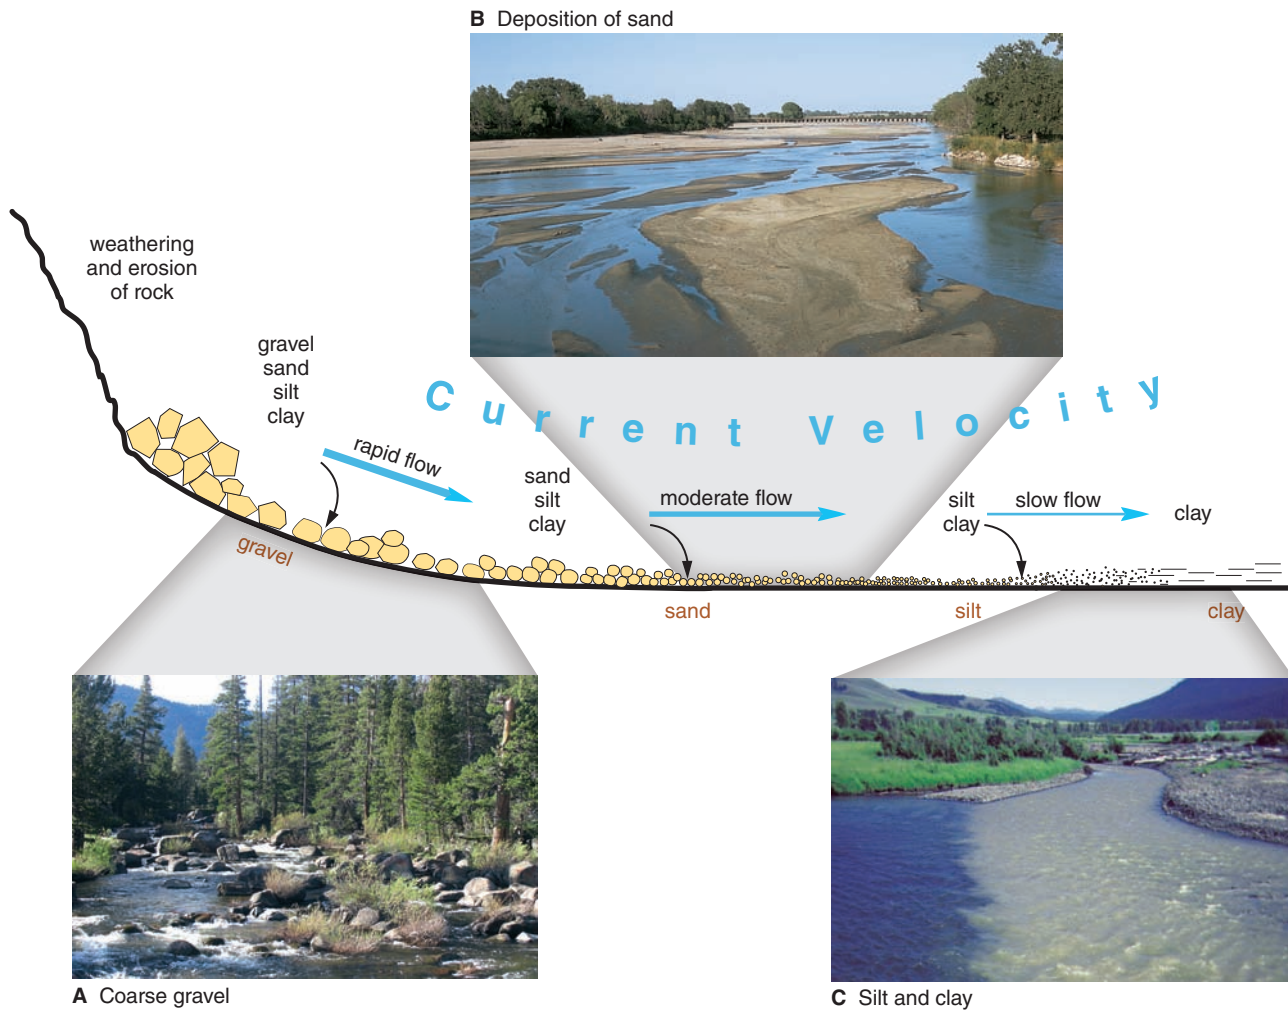 B Deposition of sand
weathering
and erosion
of rock
gravel
sand
silt
clay
Current Velocity
rapid flow
sand
silt
clay
moderate flow
silt
clay
slow flow
clay
gravel
sand
silt
clay
A Coarse gravel
C Silt and clay